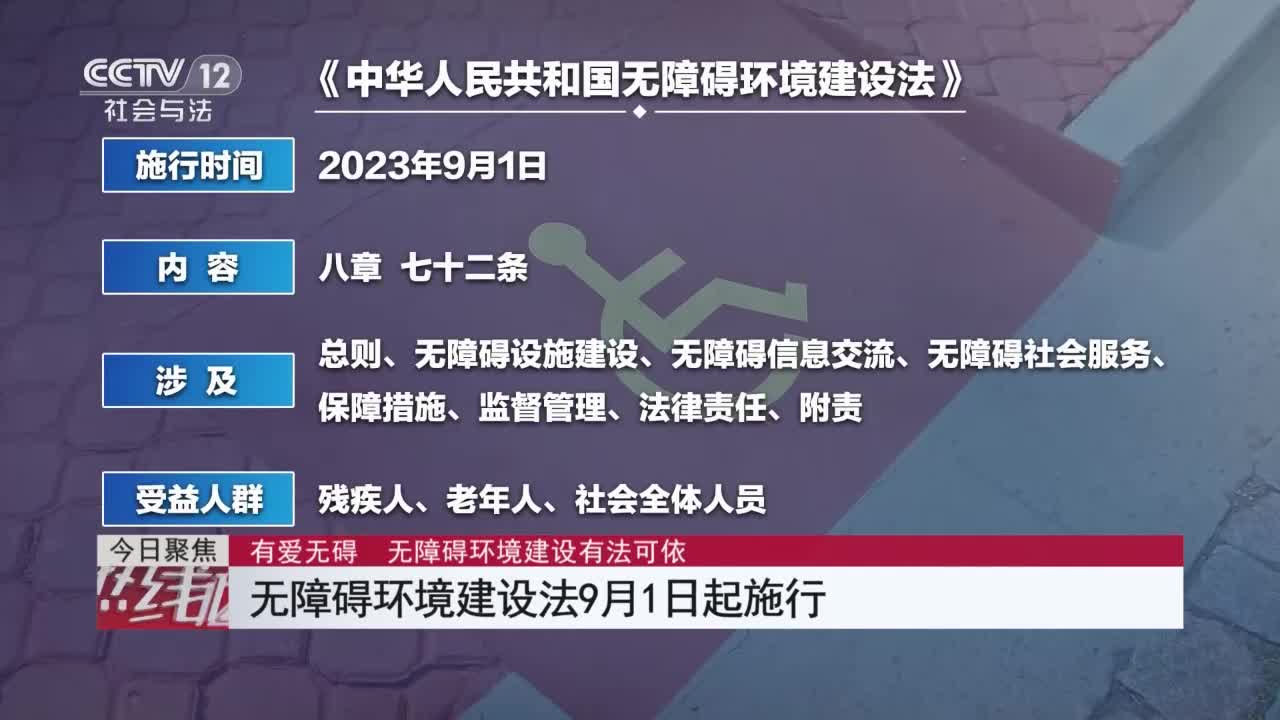 CCTV 12
社会与法
《中华人民共和国无障碍环境建设法》
施行时间 2023年9月1日
内容 八章 七十二条
涉及 总则、无障碍设施建设、无障碍信息交流、无障碍社会服务、
保障措施、监督管理、法律责任、附责
受益人群 残疾人、老年人、社会全体人员
今日聚焦 有爱无碍 无障碍环境建设有法可依
热线12
无障碍环境建设法9月1日起施行